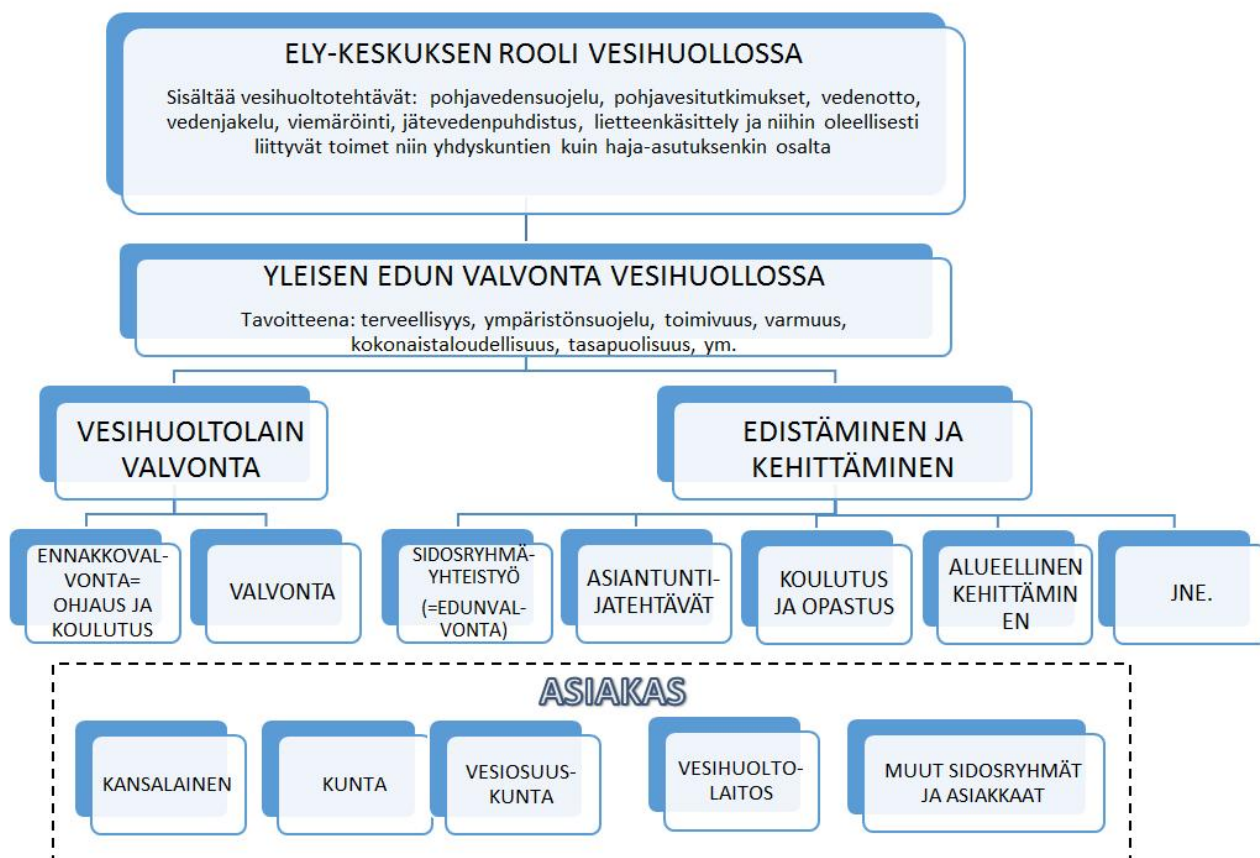 ELY-KESKUKSEN ROOLI VESIHUOLLOSSA
Sisältää vesihuoltotehtävät: pohjavedensuojelu, pohjavesitutkimukset, vedenotto,
vedenjakelu, viemäröinti, jätevedenpuhdistus, lietteenkäsittely ja niihin oleellisesti
liittyvät toimet niin yhdyskuntien kuin haja-asutuksenkin osalta
YLEISEN EDUN VALVONTA VESIHUOLLOSSA
Tavoitteena: terveellisyys, ympäristönsuojelu, toimivuus, varmuus,
kokonaistaloudellisuus, tasapuolisuus, ym.
VESIHUOLTOLAIN
VALVONTA
EDISTÄMINEN JA
KEHITTÄMINEN
ENNAKKOVAL-
VONTA=
OHJAUS JA
KOULUTUS
VALVONTA
SIDOSRYHMÄ-
YHTEISTYÖ
(=EDUNVAL-
VONTA)
ASIANTUNTI-
JATEHTÄVÄT
KOULUTUS
JA OPASTUS
ALUEELLINEN
KEHITTÄMIN
EN
JNE.
ASIAKAS
KANSALAINEN
KUNTA
VESIOSUUS-
KUNTA
VESIHUOLTO-
LAITOS
MUUT SIDOSRYHMÄT
JA ASIAKKAAT